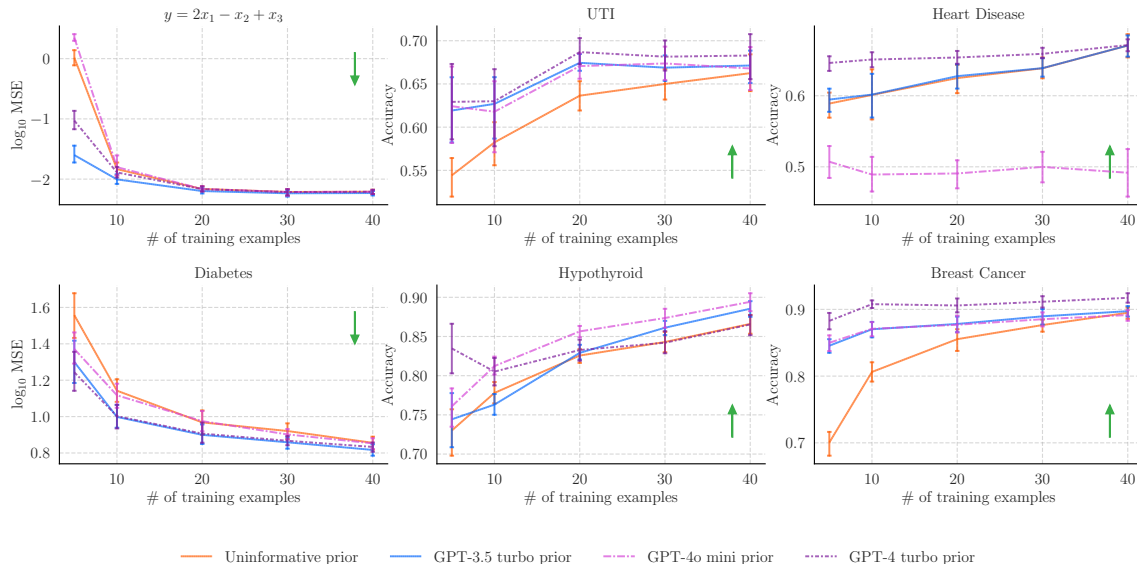 y = 2x₁ − x₂ + x₃
log₁₀ MSE
0
−1
−2
10 20 30 40
# of training examples
UTI
Accuracy
0.70
0.65
0.60
0.55
10 20 30 40
# of training examples
Heart Disease
Accuracy
0.6
0.5
10 20 30 40
# of training examples
Diabetes
log₁₀ MSE
1.6
1.4
1.2
1.0
0.8
10 20 30 40
# of training examples
Hypothyroid
Accuracy
0.90
0.85
0.80
0.75
0.70
10 20 30 40
# of training examples
Breast Cancer
Accuracy
0.9
0.8
0.7
10 20 30 40
# of training examples
Uninformative prior GPT-3.5 turbo prior GPT-4o mini prior GPT-4 turbo prior